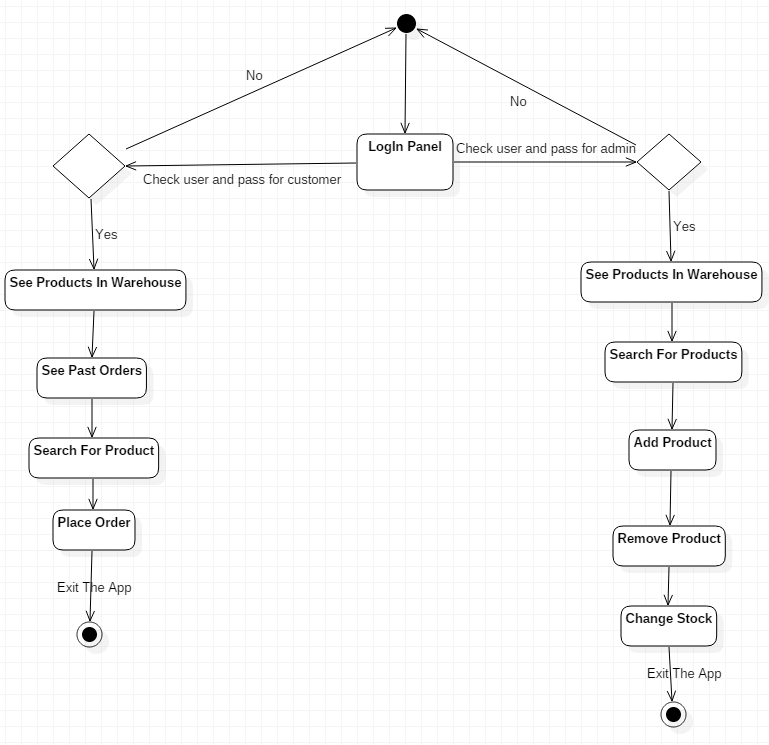 No
No
LogIn Panel
Check user and pass for admin
Check user and pass for customer
Yes
Yes
See Products In Warehouse
See Products In Warehouse
See Past Orders
Search For Products
Search For Product
Add Product
Place Order
Remove Product
Exit The App
Change Stock
Exit The App